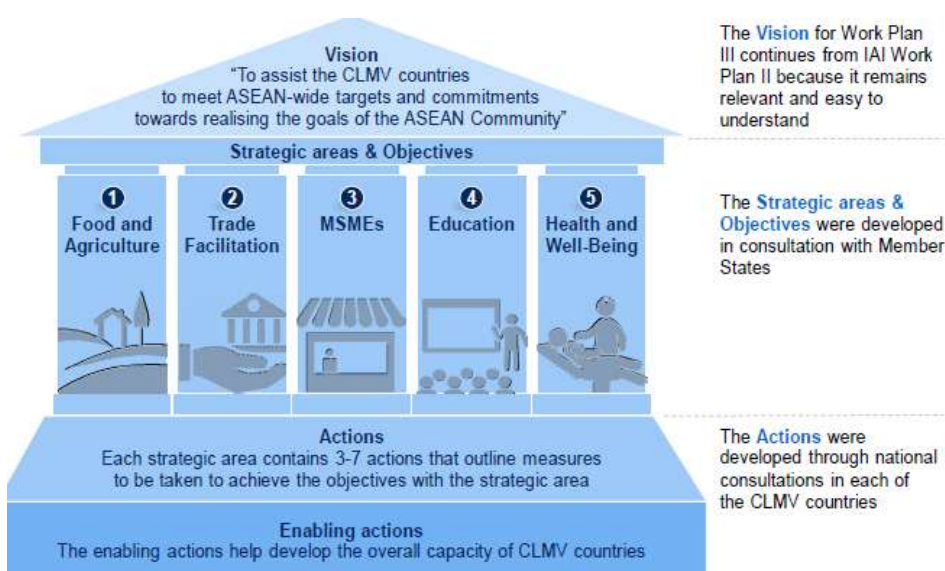 Vision
“To assist the CLMV countries
to meet ASEAN-wide targets and commitments
towards realising the goals of the ASEAN Community”
The Vision for Work Plan
III continues from IAI Work
Plan II because it remains
relevant and easy to
understand
Strategic areas & Objectives
1
Food and
Agriculture
2
Trade
Facilitation
3
MSMEs
4
Education
5
Health and
Well-Being
The Strategic areas &
Objectives were developed
in consultation with Member
States
Actions
Each strategic area contains 3-7 actions that outline measures
to be taken to achieve the objectives with the strategic area
The Actions were
developed through national
consultations in each of
the CLMV countries
Enabling actions
The enabling actions help develop the overall capacity of CLMV countries